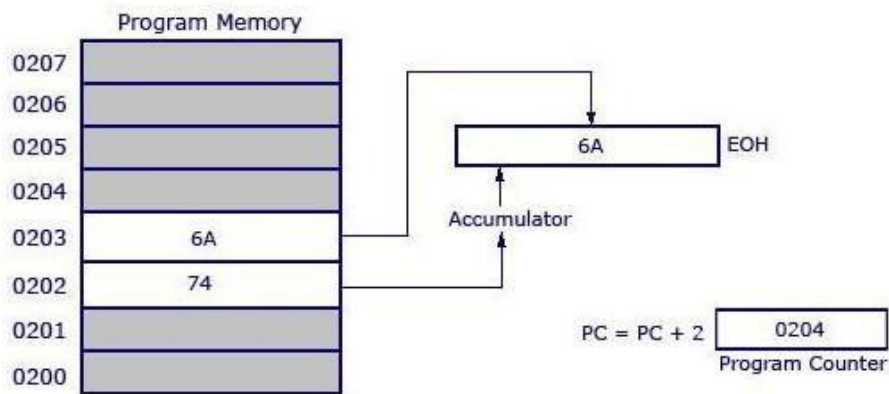 Program Memory
0207
0206
0205
6A EOH
0204
Accumulator
0203 6A
0202 74
0201
PC = PC + 2 0204
Program Counter
0200